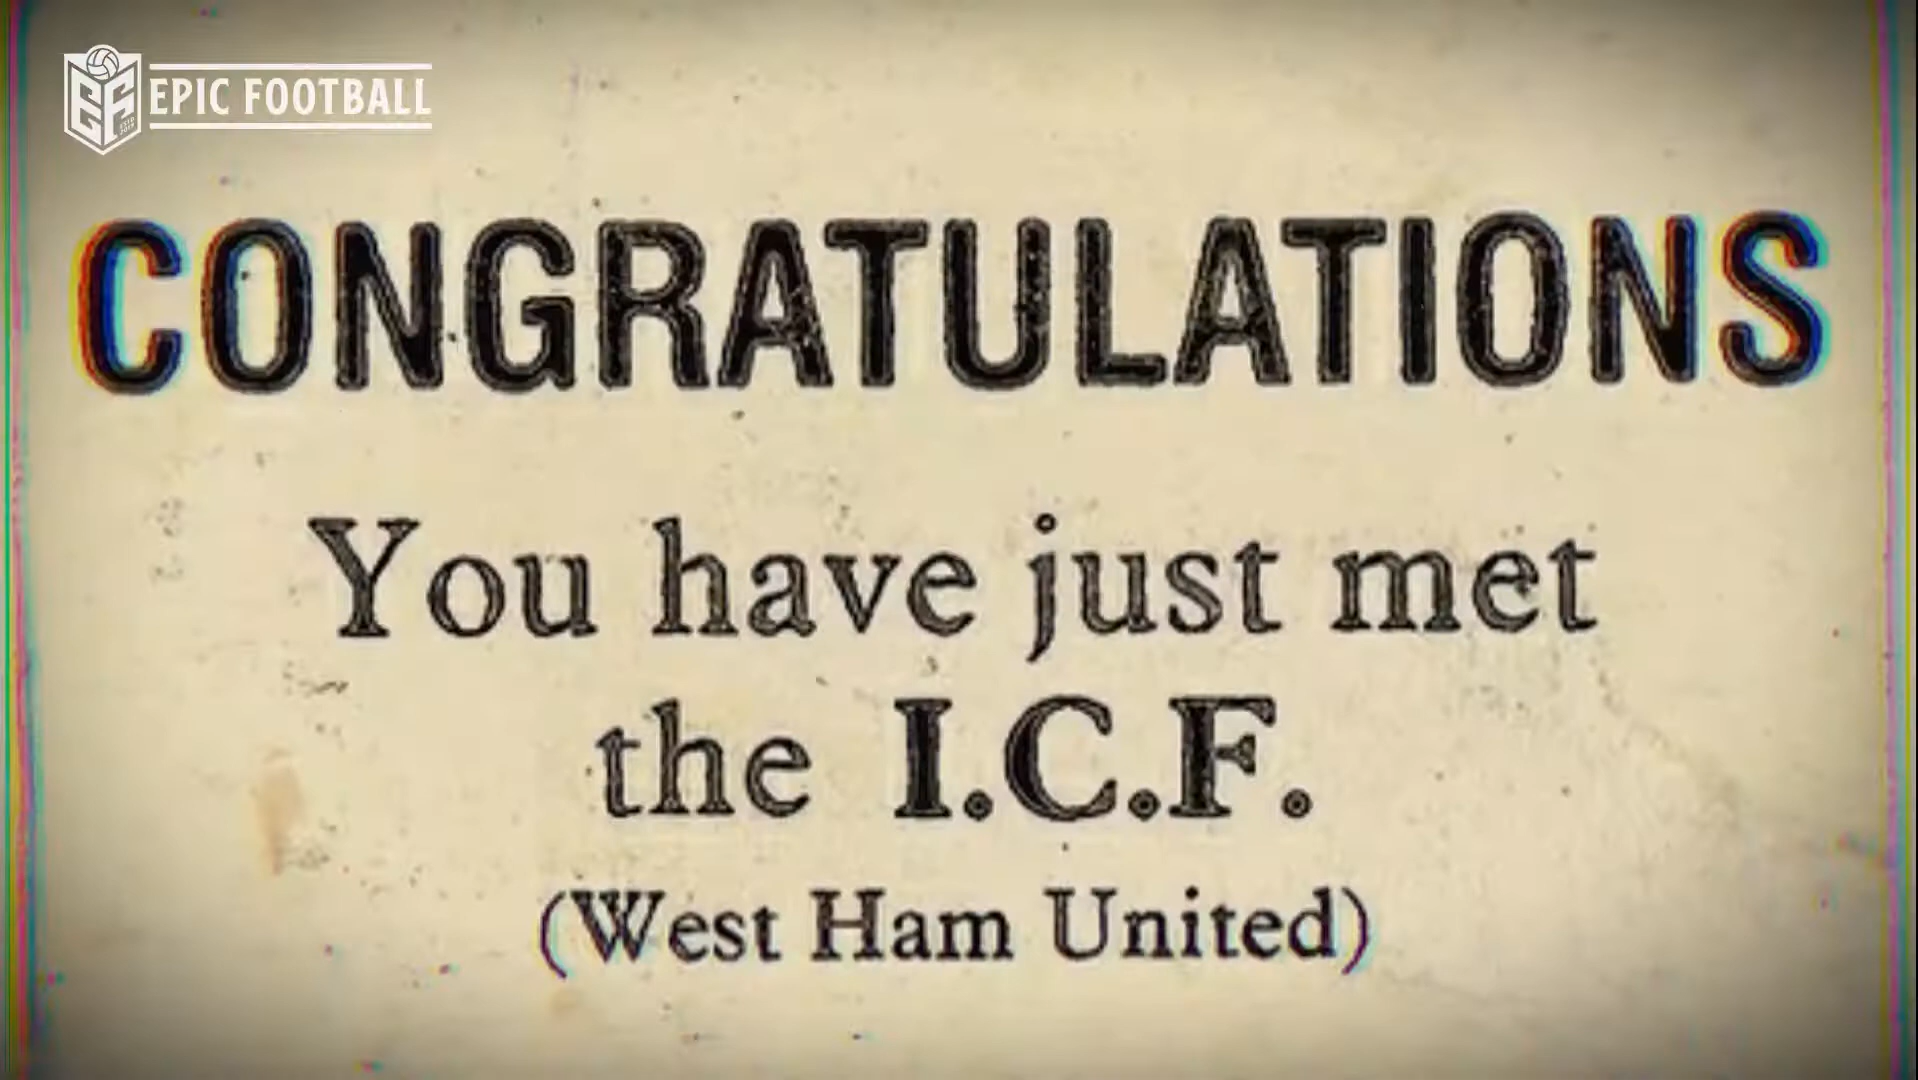 EPIC FOOTBALL
CONGRATULATIONS
You have just met
the I.C.F.
(West Ham United)